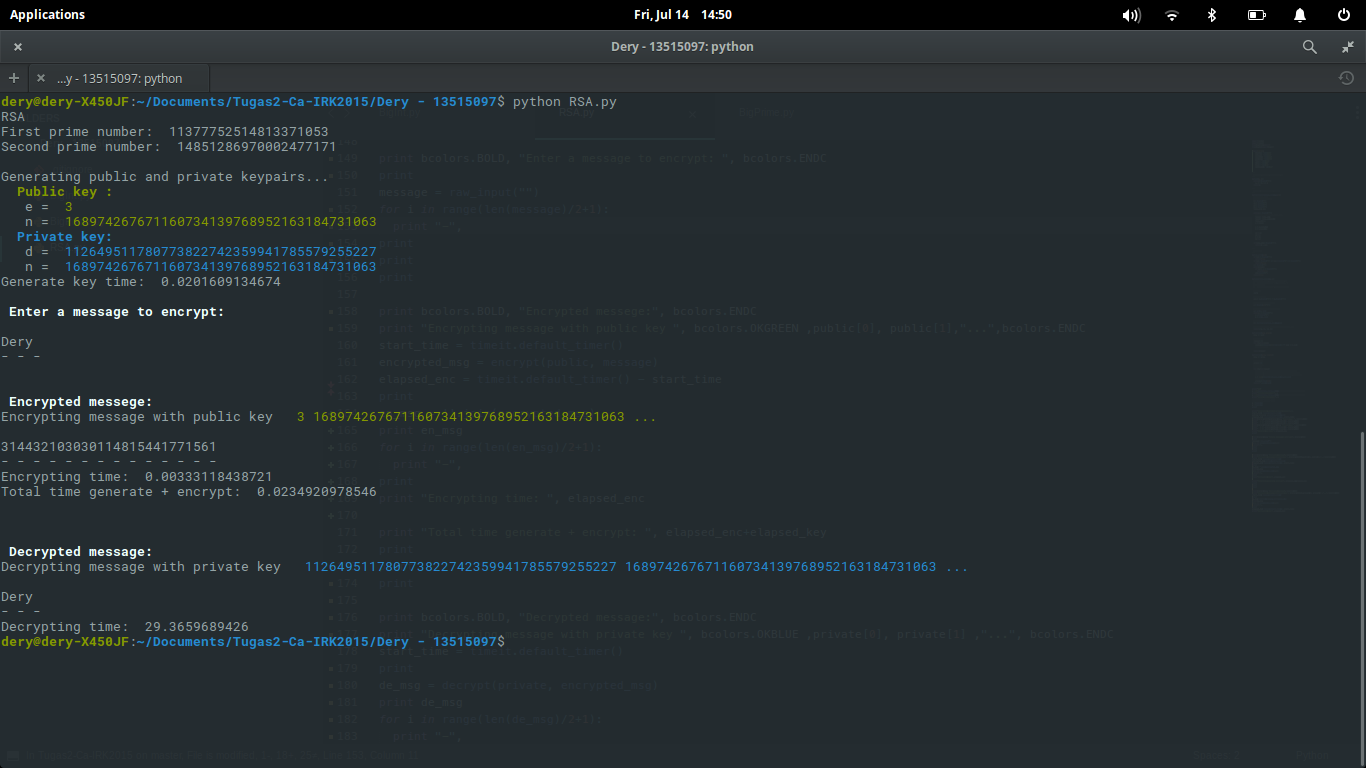 Applications
Fri, Jul 14 14:50
Dery - 13515097: python
...y - 13515097: python
dery@dery-X450JF:~/Documents/Tugas2-Ca-IRK2015/Dery - 13515097$ python RSA.py
RSA
First prime number:  11377752514813371053
Second prime number:  14851286970002477171
Generating public and private keypairs...
Public key :
e =  3
n =  168974267671160734139768952163184731063
Private key:
d =  112649511780773822742359941785579255227
n =  168974267671160734139768952163184731063
Generate key time:  0.0201609134674
Enter a message to encrypt:
Dery
- - -
Encrypted messege:
Encrypting message with public key   3 168974267671160734139768952163184731063 ...
314432103030114815441771561
- - - - - - - - - - - - - -
Encrypting time:  0.00333118438721
Total time generate + encrypt:  0.0234920978546
Decrypted message:
Decrypting message with private key   112649511780773822742359941785579255227 168974267671160734139768952163184731063 ...
Dery
- - -
Decrypting time:  29.3659689426
dery@dery-X450JF:~/Documents/Tugas2-Ca-IRK2015/Dery - 13515097$